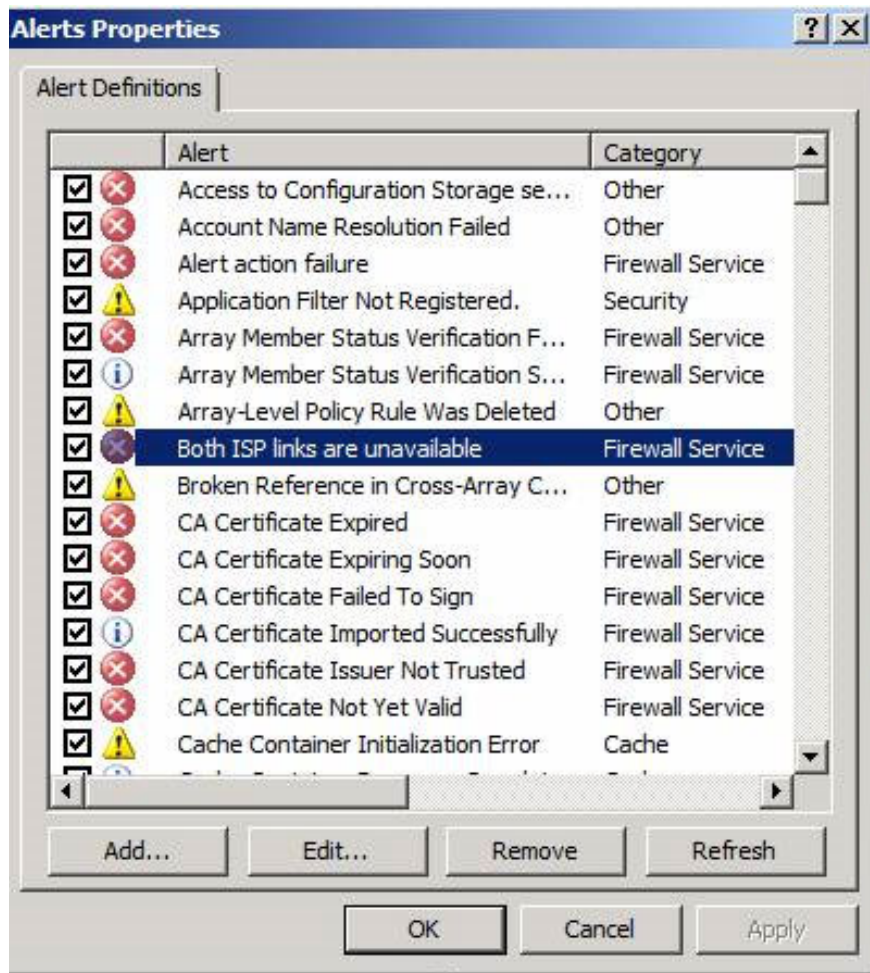 Alerts Properties
Alert Definitions
Alert Category
Access to Configuration Storage se... Other
Account Name Resolution Failed Other
Alert action failure Firewall Service
Application Filter Not Registered. Security
Array Member Status Verification F... Firewall Service
Array Member Status Verification S... Firewall Service
Array-Level Policy Rule Was Deleted Other
Both ISP links are unavailable Firewall Service
Broken Reference in Cross-Array C... Other
CA Certificate Expired Firewall Service
CA Certificate Expiring Soon Firewall Service
CA Certificate Failed To Sign Firewall Service
CA Certificate Imported Successfully Firewall Service
CA Certificate Issuer Not Trusted Firewall Service
CA Certificate Not Yet Valid Firewall Service
Cache Container Initialization Error Cache
Add... Edit... Remove Refresh
OK Cancel Apply